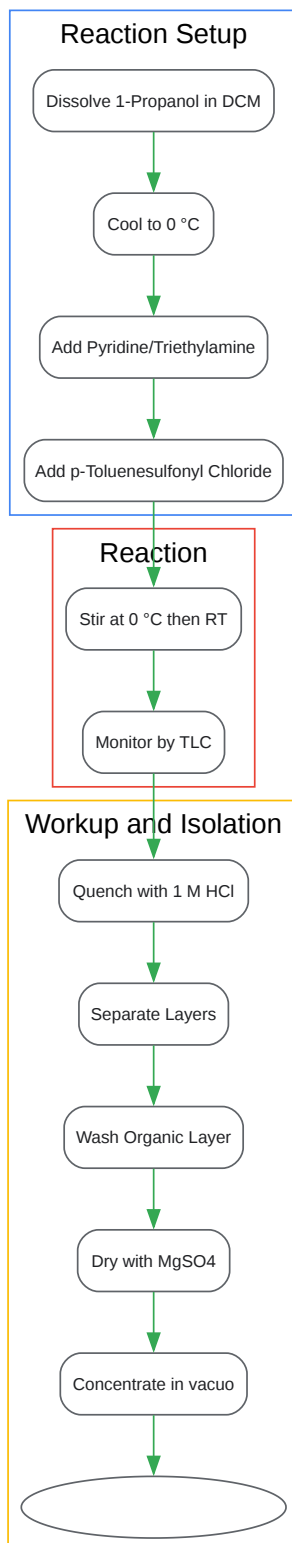 Reaction Setup
Dissolve 1-Propanol in DCM
Cool to 0 °C
Add Pyridine/Triethylamine
Add p-Toluenesulfonyl Chloride
Reaction
Stir at 0 °C then RT
Monitor by TLC
Workup and Isolation
Quench with 1 M HCl
Separate Layers
Wash Organic Layer
Dry with MgSO4
Concentrate in vacuo